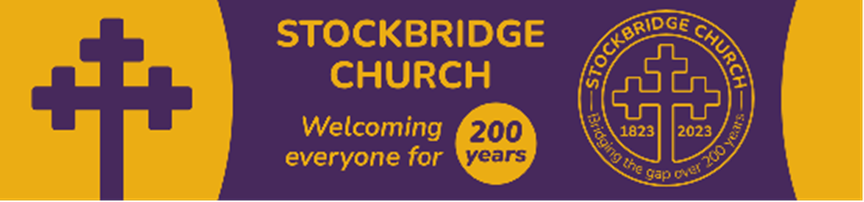 STOCKBRIDGE
CHURCH
Welcoming
everyone for
200
years
STOCKBRIDGE CHURCH
1823 2023
Bridging the gap over 200 years